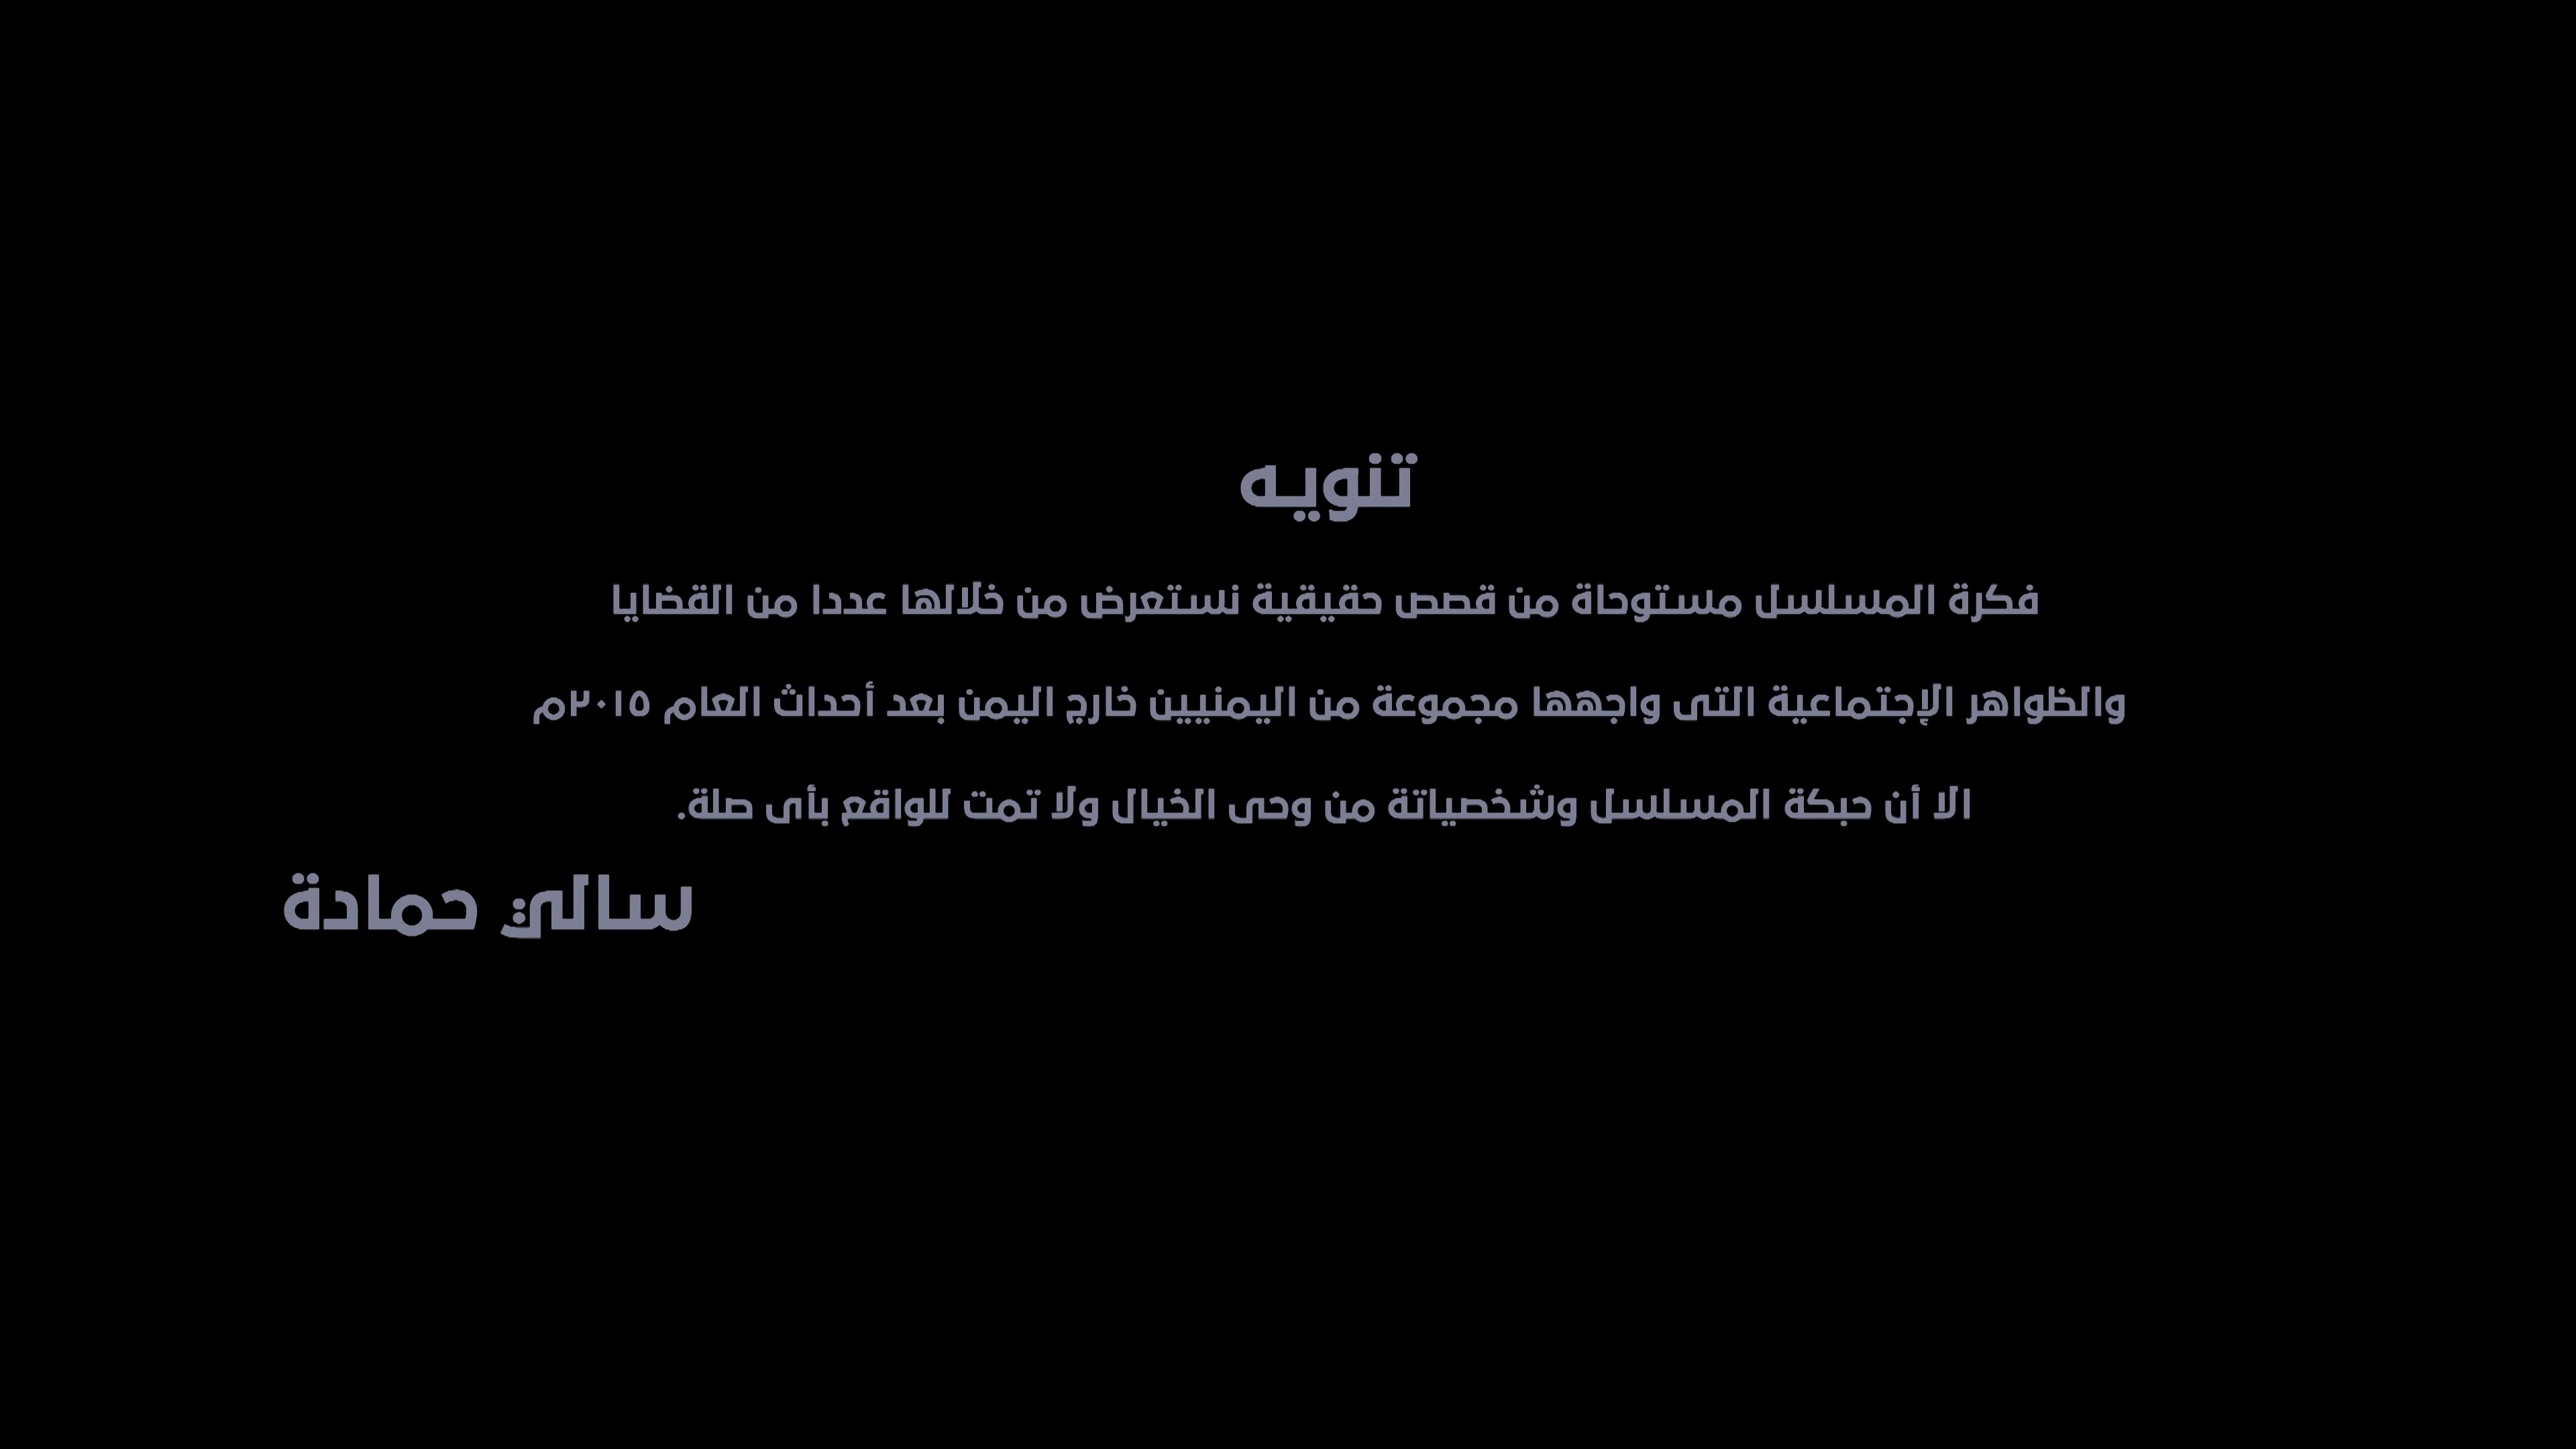 تنويه
فكرة المسلسل مستوحاة من قصص حقيقية نستعرض من خلالها عددا من القضايا
والظواهر الإجتماعية التى واجهها مجموعة من اليمنيين خارج اليمن بعد أحداث العام ٢٠١٥م
الا أن حبكة المسلسل وشخصياتة من وحى الخيال ولا تمت للواقع بأى صلة.
سالي حمادة